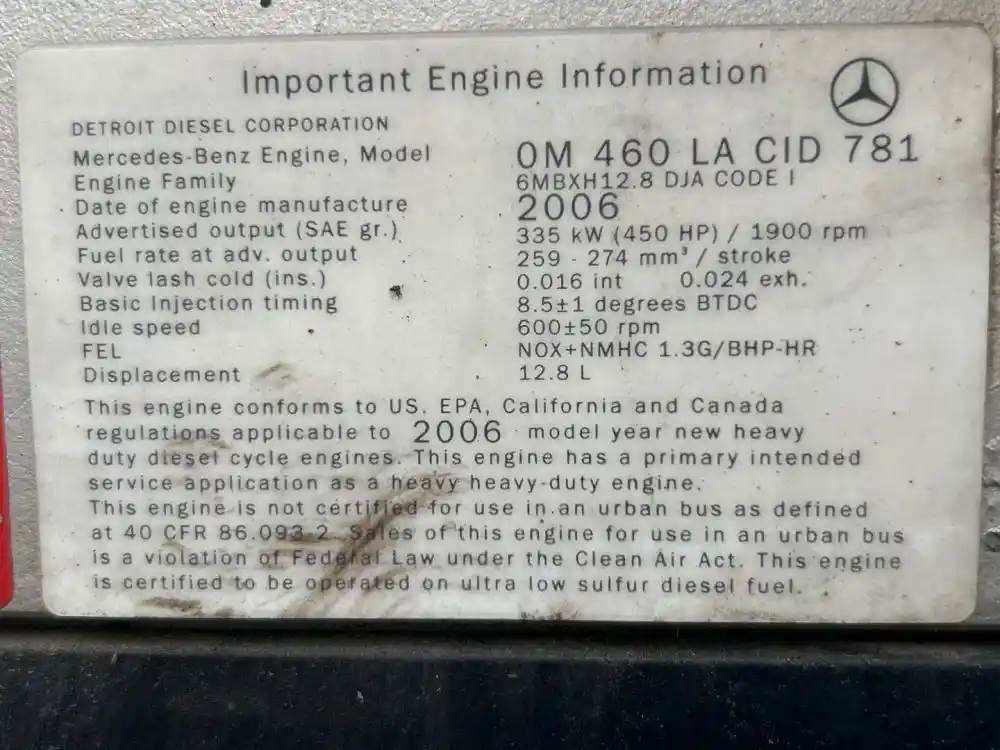 Important Engine Information
DETROIT DIESEL CORPORATION
Mercedes-Benz Engine, Model OM 460 LA CID 781
Engine Family 6MBXH12.8 DJA CODE I
Date of engine manufacture 2006
Advertised output (SAE gr.) 335 kW (450 HP) / 1900 rpm
Fuel rate at adv. output 259 - 274 mm³ / stroke
Valve lash cold (ins.) 0.016 int 0.024 exh.
Basic Injection timing 8.5±1 degrees BTDC
Idle speed 600±50 rpm
FEL NOX+NMHC 1.3G/BHP-HR
Displacement 12.8 L
This engine conforms to US. EPA, California and Canada
regulations applicable to 2006 model year new heavy
duty diesel cycle engines. This engine has a primary intended
service application as a heavy heavy-duty engine.
This engine is not certified for use in an urban bus as defined
at 40 CFR 86.093-2. Sales of this engine for use in an urban bus
is a violation of Federal Law under the Clean Air Act. This engine
is certified to be operated on ultra low sulfur diesel fuel.